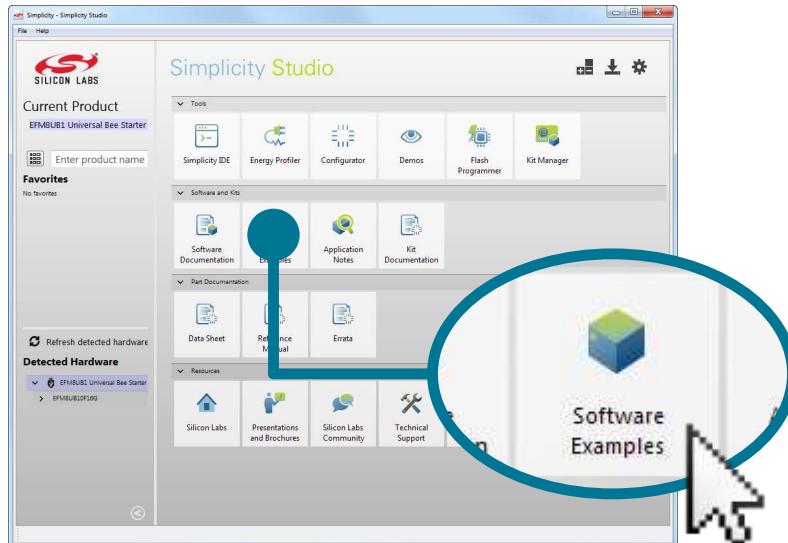 Simplicity - Simplicity Studio
File Help
SILICON LABS
Simplicity Studio
Current Product
EFM8UB1 Universal Bee Starter
Enter product name
Favorites
No favorites
Tools
Simplicity IDE
Energy Profiler
Configurator
Demos
Flash
Programmer
Kit Manager
Software and Kits
Software
Documentation
Examples
Application
Notes
Kit
Documentation
Part Documentation
Data Sheet
Manual
Errata
Refresh detected hardware
Detected Hardware
EFM8UB1 Universal Bee Starter
EFM8UB10F16G
Resources
Silicon Labs
Presentations
and Brochures
Silicon Labs
Community
Technical
Support
Software
Examples